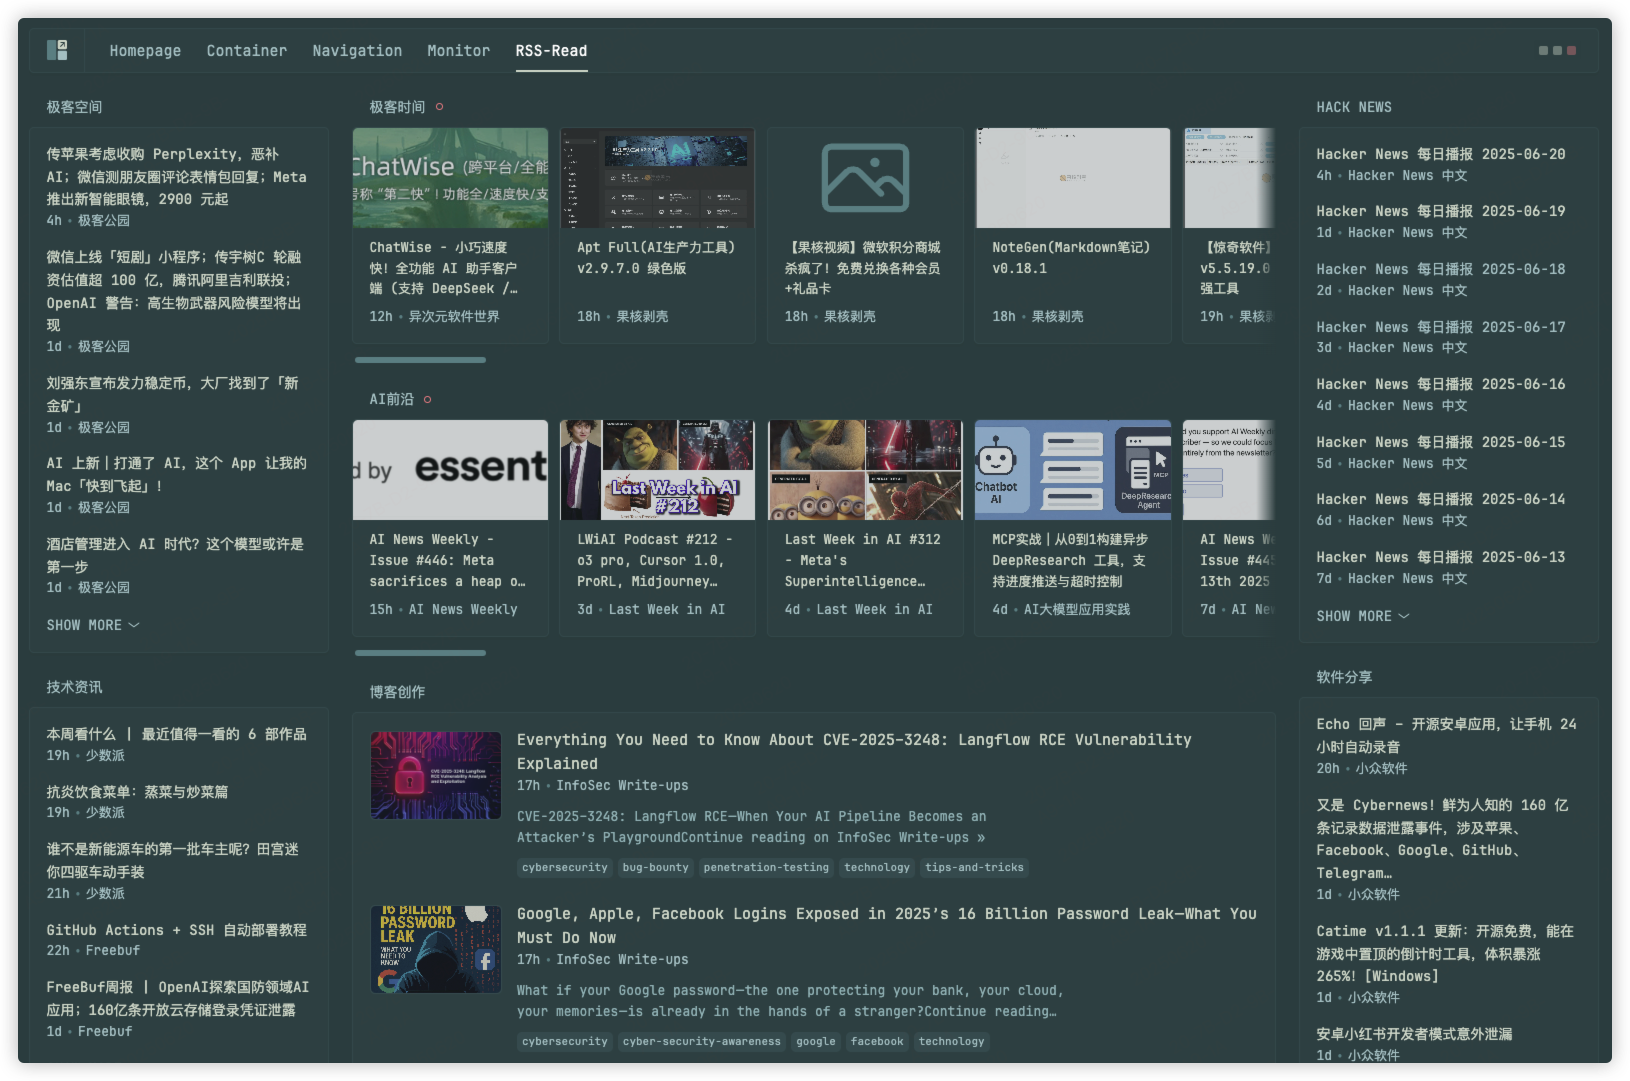 Homepage Container Navigation Monitor RSS-Read
极客空间
传苹果考虑收购 Perplexity，恶补
AI；微信测朋友圈评论表情包回复；Meta
推出新智能眼镜，2900 元起
4h • 极客公园
微信上线「短剧」小程序；传宇树C 轮融
资估值超 100 亿，腾讯阿里吉利联投；
OpenAI 警告：高生物武器风险模型将出
现
1d • 极客公园
刘强东宣布发力稳定币，大厂找到了「新
金矿」
1d • 极客公园
AI 上新｜打通了 AI，这个 App 让我的
Mac「快到飞起」！
1d • 极客公园
酒店管理进入 AI 时代？这个模型或许是
第一步
1d • 极客公园
SHOW MORE
技术资讯
本周看什么 | 最近值得一看的 6 部作品
19h • 少数派
抗炎饮食菜单：蒸菜与炒菜篇
19h • 少数派
谁不是新能源车的第一批车主呢？田宫迷
你四驱车动手装
21h • 少数派
GitHub Actions + SSH 自动部署教程
22h • Freebuf
FreeBuf周报 | OpenAI探索国防领域AI
应用；160亿条开放云存储登录凭证泄露
1d • Freebuf
极客时间
ChatWise (跨平台/全能
号称“第二快”！功能全/速度快/支
ChatWise - 小巧速度
快！全功能 AI 助手客户
端 (支持 DeepSeek /…
12h • 异次元软件世界
AI
Apt Full(AI生产力工具)
v2.9.7.0 绿色版
18h • 果核剥壳
【果核视频】微软积分商城
杀疯了！免费兑换各种会员
+礼品卡
18h • 果核剥壳
NoteGen(Markdown笔记)
v0.18.1
18h • 果核剥壳
【惊奇软件】
v5.5.19.0
强工具
19h • 果核剥
AI前沿
d by essent
AI News Weekly -
Issue #446: Meta
sacrifices a heap o…
15h • AI News Weekly
Last Week in AI
#212
LWiAI Podcast #212 -
o3 pro, Cursor 1.0,
ProRL, Midjourney…
3d • Last Week in AI
Last Week in AI #312
- Meta's
Superintelligence…
4d • Last Week in AI
Chatbot
AI
MCP
DeepResearc
Agent
MCP实战｜从0到1构建异步
DeepResearch 工具，支
持进度推送与超时控制
4d • AI大模型应用实践
d you support AI Weekly d
criber — so we could focus
entirely from the newsletter
AI News We
Issue #445
13th 2025
7d • AI New
博客创作
CVE-2025-3248: Langflow
RCE Vulnerability Analysis
and Exploitation
Everything You Need to Know About CVE-2025-3248: Langflow RCE Vulnerability
Explained
17h • InfoSec Write-ups
CVE-2025-3248: Langflow RCE—When Your AI Pipeline Becomes an
Attacker’s PlaygroundContinue reading on InfoSec Write-ups »
cybersecurity bug-bounty penetration-testing technology tips-and-tricks
16 BILLION
PASSWORD
LEAK
WHAT YOU
NEED TO
KNOW
Google, Apple, Facebook Logins Exposed in 2025’s 16 Billion Password Leak—What You
Must Do Now
17h • InfoSec Write-ups
What if your Google password—the one protecting your bank, your cloud,
your memories—is already in the hands of a stranger?Continue reading…
cybersecurity cyber-security-awareness google facebook technology
HACK NEWS
Hacker News 每日播报 2025-06-20
4h • Hacker News 中文
Hacker News 每日播报 2025-06-19
1d • Hacker News 中文
Hacker News 每日播报 2025-06-18
2d • Hacker News 中文
Hacker News 每日播报 2025-06-17
3d • Hacker News 中文
Hacker News 每日播报 2025-06-16
4d • Hacker News 中文
Hacker News 每日播报 2025-06-15
5d • Hacker News 中文
Hacker News 每日播报 2025-06-14
6d • Hacker News 中文
Hacker News 每日播报 2025-06-13
7d • Hacker News 中文
SHOW MORE
软件分享
Echo 回声 – 开源安卓应用，让手机 24
小时自动录音
20h • 小众软件
又是 Cybernews！鲜为人知的 160 亿
条记录数据泄露事件，涉及苹果、
Facebook、Google、GitHub、
Telegram…
1d • 小众软件
Catime v1.1.1 更新：开源免费，能在
游戏中置顶的倒计时工具，体积暴涨
265%！[Windows]
1d • 小众软件
安卓小红书开发者模式意外泄漏
1d • 小众软件